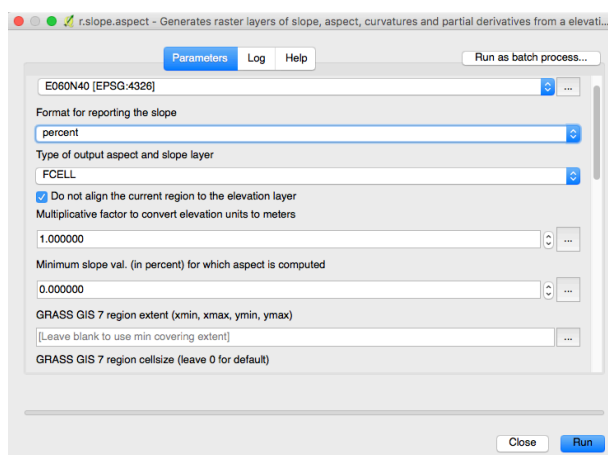 r.slope.aspect - Generates raster layers of slope, aspect, curvatures and partial derivatives from a elevati...
Parameters Log Help Run as batch process...
E060N40 [EPSG:4326] ...
Format for reporting the slope
percent
Type of output aspect and slope layer
FCELL
Do not align the current region to the elevation layer
Multiplicative factor to convert elevation units to meters
1.000000 ...
Minimum slope val. (in percent) for which aspect is computed
0.000000 ...
GRASS GIS 7 region extent (xmin, xmax, ymin, ymax)
[Leave blank to use min covering extent] ...
GRASS GIS 7 region cellsize (leave 0 for default)
Close Run